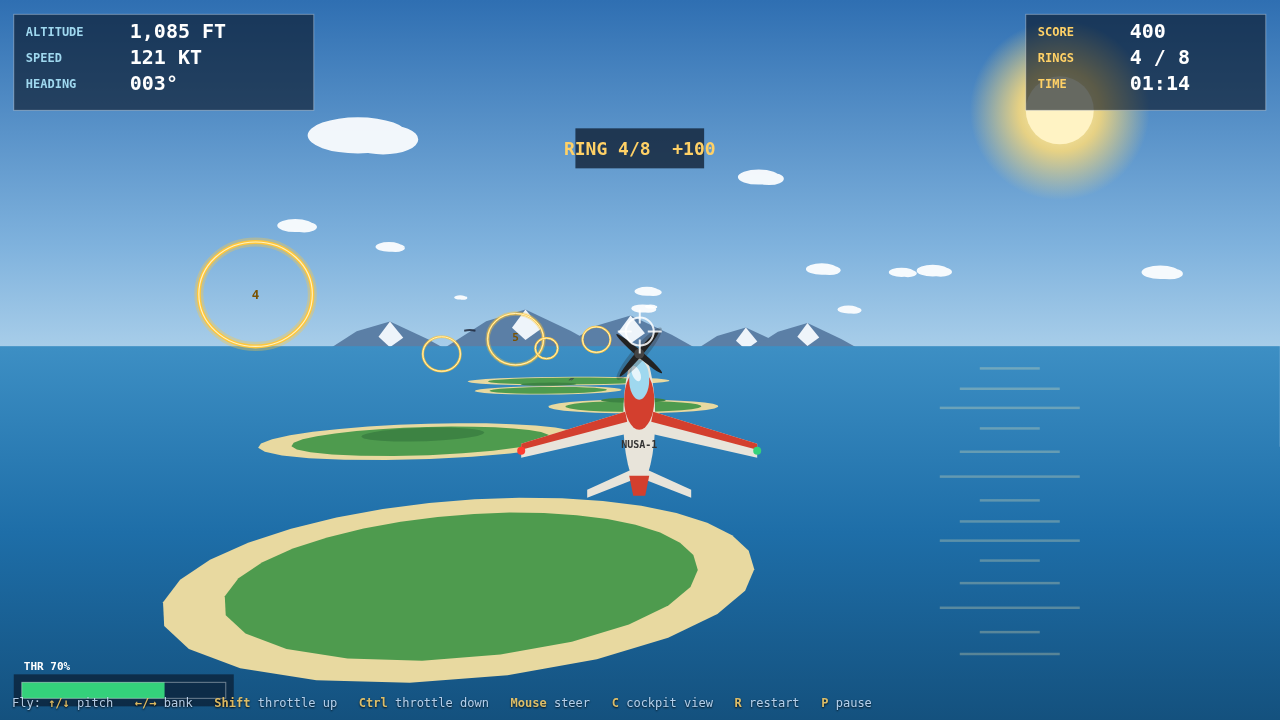 ALTITUDE 1,085 FT
SPEED 121 KT
HEADING 003°
SCORE 400
RINGS 4 / 8
TIME 01:14
RING 4/8 +100
4
5
NUSA-1
THR 70%
Fly: ↑/↓ pitch ←/→ bank Shift throttle up Ctrl throttle down Mouse steer C cockpit view R restart P pause